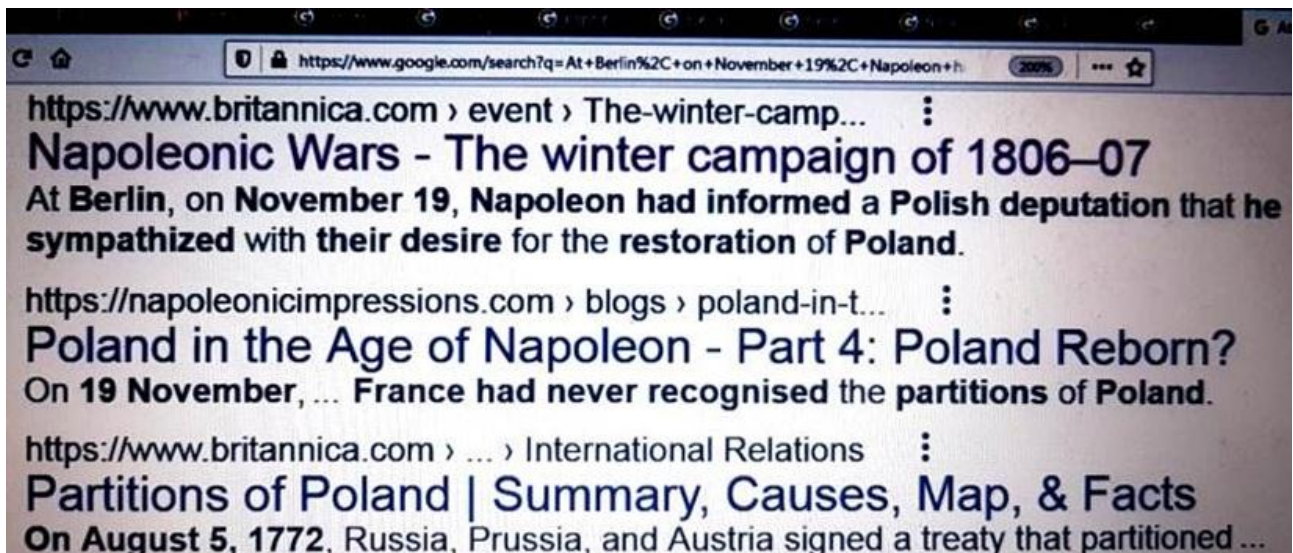 G A
https://www.google.com/search?q=At+Berlin%2C+on+November+19%2C+Napoleon+h 200% ...
https://www.britannica.com › event › The-winter-camp...
Napoleonic Wars - The winter campaign of 1806–07
At Berlin, on November 19, Napoleon had informed a Polish deputation that he
sympathized with their desire for the restoration of Poland.
https://napoleonicimpressions.com › blogs › poland-in-t...
Poland in the Age of Napoleon - Part 4: Poland Reborn?
On 19 November, ... France had never recognised the partitions of Poland.
https://www.britannica.com › ... › International Relations
Partitions of Poland | Summary, Causes, Map, & Facts
On August 5, 1772, Russia, Prussia, and Austria signed a treaty that partitioned ...